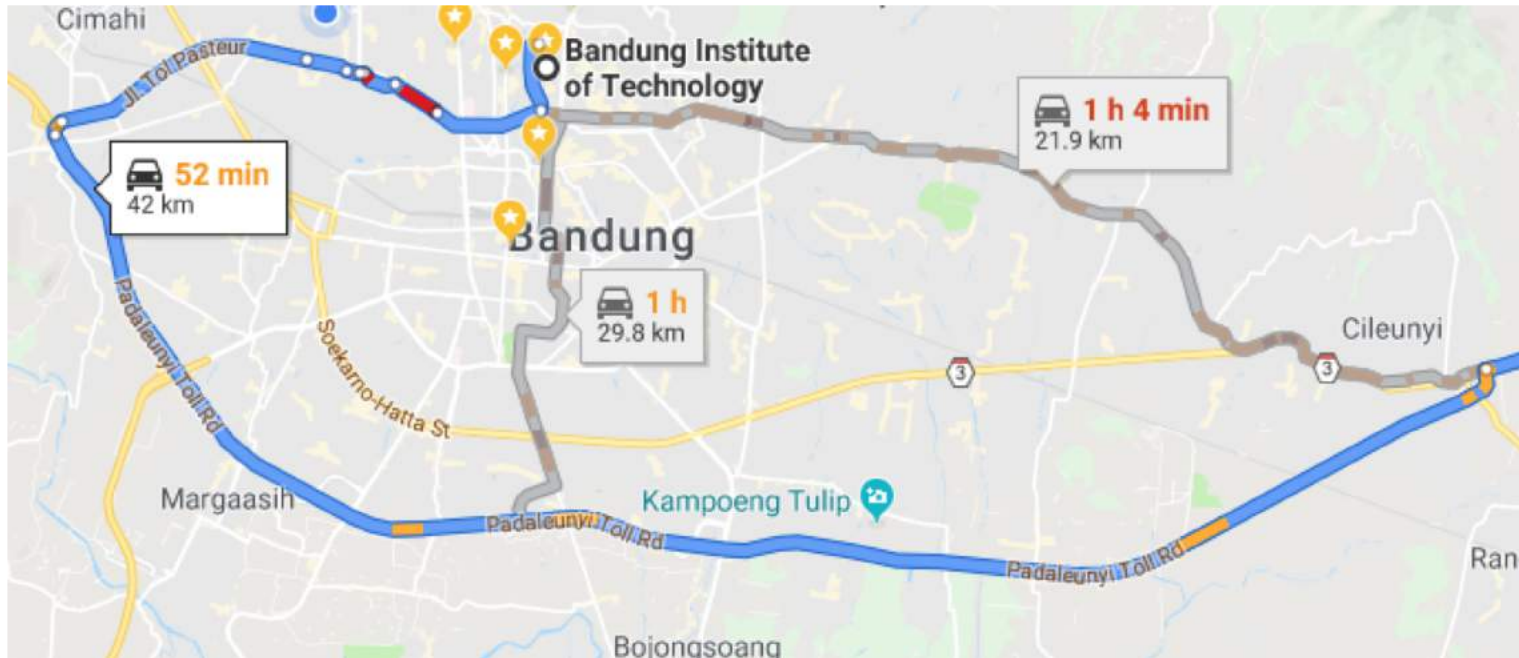 Cimahi
Jl. Tol Pasteur
Bandung Institute
of Technology
1 h 4 min
21.9 km
52 min
42 km
Bandung
1 h
29.8 km
Padaleunyi Toll Rd
Soekarno-Hatta St
3
Cileunyi
3
Margaasih
Kampoeng Tulip
Padaleunyi Toll Rd
Padaleunyi Toll Rd
Ran
Bojongsoang